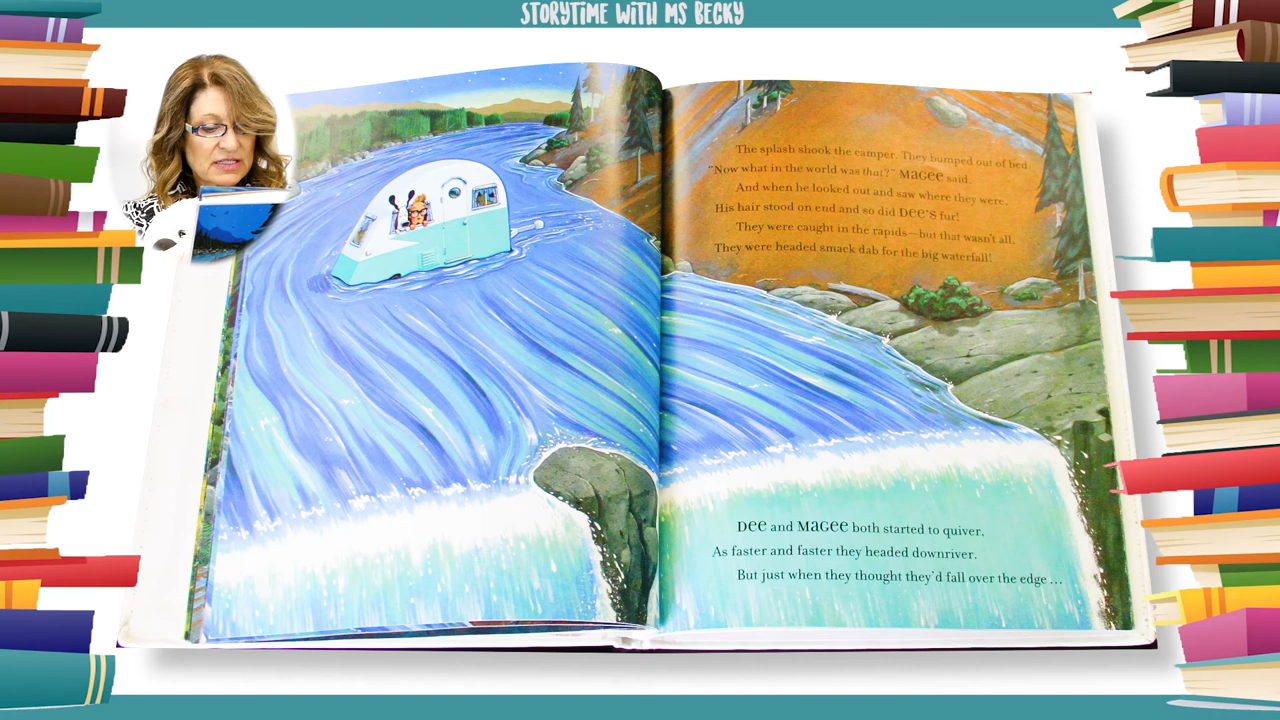 STORYTIME WITH MS BECKY
The splash shook the camper. They bumped out of bed.
"Now what in the world was that?" MAGEE said.
And when he looked out and saw where they were,
His hair stood on end and so did DEE'S fur!
They were caught in the rapids—but that wasn't all.
They were headed smack dab for the big waterfall!
DEE and MAGEE both started to quiver,
As faster and faster they headed downriver.
But just when they thought they'd fall over the edge . . .